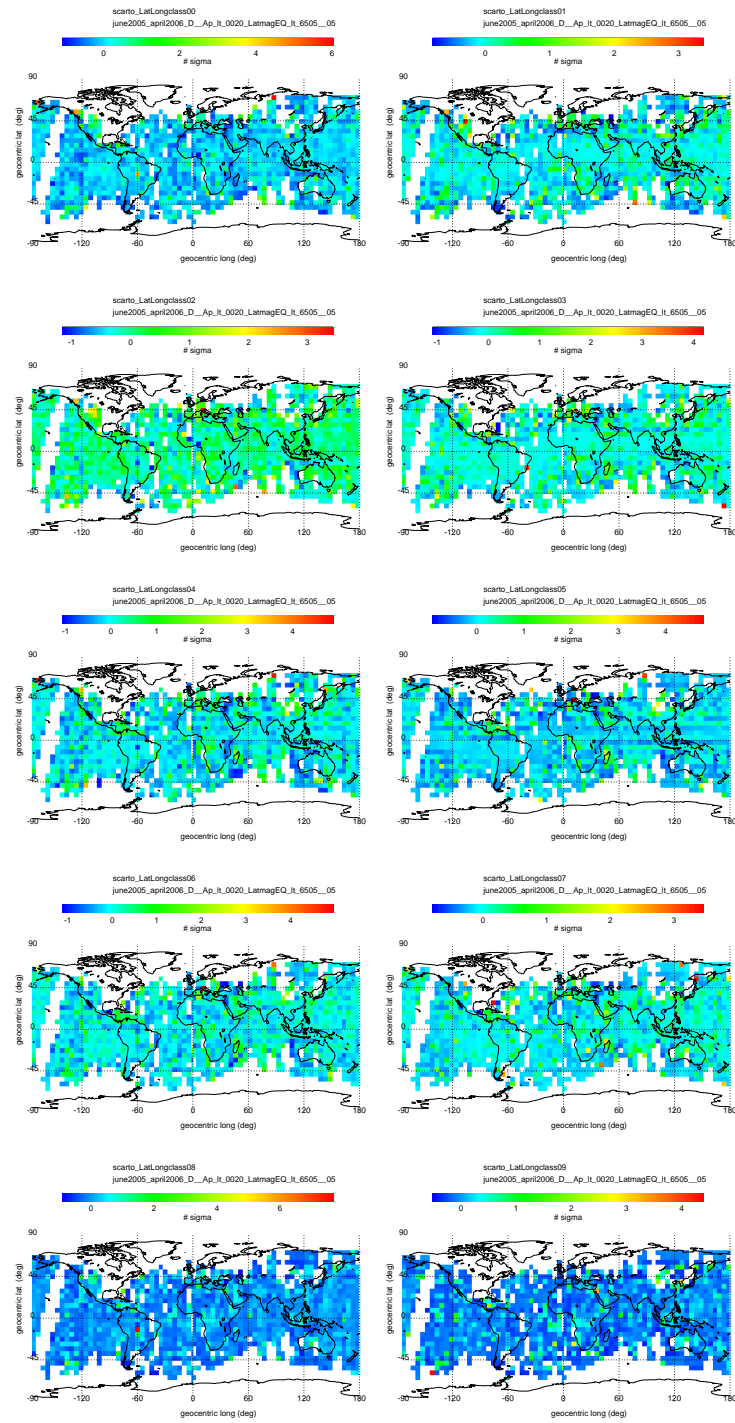 scarto_LatLongclass00
june2005_april2006_D__Ap_lt_0020_LatmagEQ_lt_6505__05
0 2 4 6
# sigma
90
45
0
-45
-90
geocentric lat (deg)
-120 -60 0 60 120 180
geocentric long (deg)
scarto_LatLongclass01
june2005_april2006_D__Ap_lt_0020_LatmagEQ_lt_6505__05
0 1 2 3
# sigma
90
45
0
-45
-90
geocentric lat (deg)
-120 -60 0 60 120 180
geocentric long (deg)
scarto_LatLongclass02
june2005_april2006_D__Ap_lt_0020_LatmagEQ_lt_6505__05
-1 0 1 2 3
# sigma
90
45
0
-45
-90
geocentric lat (deg)
-120 -60 0 60 120 180
geocentric long (deg)
scarto_LatLongclass03
june2005_april2006_D__Ap_lt_0020_LatmagEQ_lt_6505__05
-1 0 1 2 3 4
# sigma
90
45
0
-45
-90
geocentric lat (deg)
-120 -60 0 60 120 180
geocentric long (deg)
scarto_LatLongclass04
june2005_april2006_D__Ap_lt_0020_LatmagEQ_lt_6505__05
-1 0 1 2 3 4
# sigma
90
45
0
-45
-90
geocentric lat (deg)
-120 -60 0 60 120 180
geocentric long (deg)
scarto_LatLongclass05
june2005_april2006_D__Ap_lt_0020_LatmagEQ_lt_6505__05
0 1 2 3 4
# sigma
90
45
0
-45
-90
geocentric lat (deg)
-120 -60 0 60 120 180
geocentric long (deg)
scarto_LatLongclass06
june2005_april2006_D__Ap_lt_0020_LatmagEQ_lt_6505__05
-1 0 1 2 3 4
# sigma
90
45
0
-45
-90
geocentric lat (deg)
-120 -60 0 60 120 180
geocentric long (deg)
scarto_LatLongclass07
june2005_april2006_D__Ap_lt_0020_LatmagEQ_lt_6505__05
0 1 2 3
# sigma
90
45
0
-45
-90
geocentric lat (deg)
-120 -60 0 60 120 180
geocentric long (deg)
scarto_LatLongclass08
june2005_april2006_D__Ap_lt_0020_LatmagEQ_lt_6505__05
0 2 4 6
# sigma
90
45
0
-45
-90
geocentric lat (deg)
-120 -60 0 60 120 180
geocentric long (deg)
scarto_LatLongclass09
june2005_april2006_D__Ap_lt_0020_LatmagEQ_lt_6505__05
0 1 2 3 4
# sigma
90
45
0
-45
-90
geocentric lat (deg)
-120 -60 0 60 120 180
geocentric long (deg)